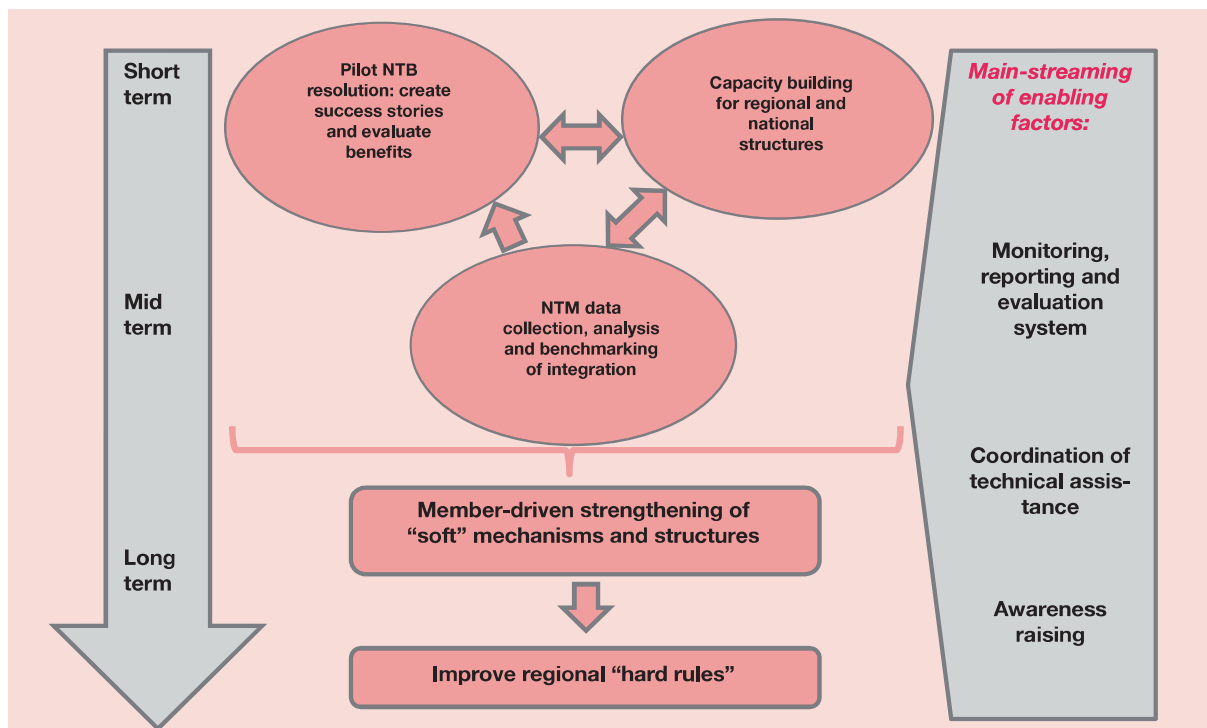 Short
term
Mid
term
Long
term
Pilot NTB
resolution: create
success stories
and evaluate
benefits
Capacity building
for regional and
national
structures
NTM data
collection, analysis
and benchmarking
of integration
Member-driven strengthening of
“soft” mechanisms and structures
Improve regional “hard rules”
Main-streaming
of enabling
factors:
Monitoring,
reporting and
evaluation
system
Coordination of
technical assis-
tance
Awareness
raising